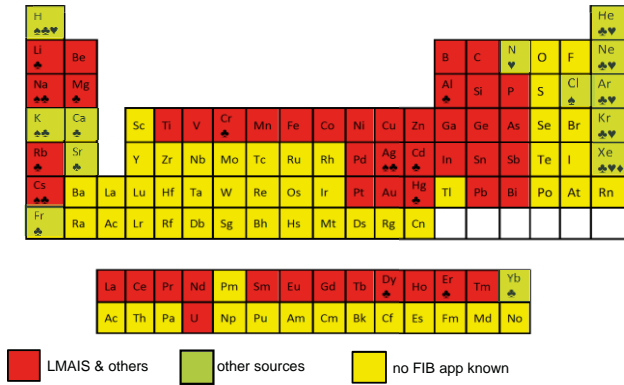 H He
♠♣♥ ♣♥
Li Be B C N O F Ne
♣ ♥ ♣♥
Na Mg Al Si P S Cl Ar
♠♣ ♣ ♣ ♠ ♣♥
K Ca Sc Ti V Cr Mn Fe Co Ni Cu Zn Ga Ge As Se Br Kr
♠♣ ♣ ♣ ♣♥
Rb Sr Y Zr Nb Mo Tc Ru Rh Pd Ag Cd In Sn Sb Te I Xe
♣ ♣ ♠♣ ♣ ♣♥♦
Cs Ba La Lu Hf Ta W Re Os Ir Pt Au Hg Tl Pb Bi Po At Rn
♠♣ ♣
Fr Ra Ac Lr Rf Db Sg Bh Hs Mt Ds Rg Cn
♣
La Ce Pr Nd Pm Sm Eu Gd Tb Dy Ho Er Tm Yb
♣ ♣ ♣
Ac Th Pa U Np Pu Am Cm Bk Cf Es Fm Md No
LMAIS & others other sources no FIB app known